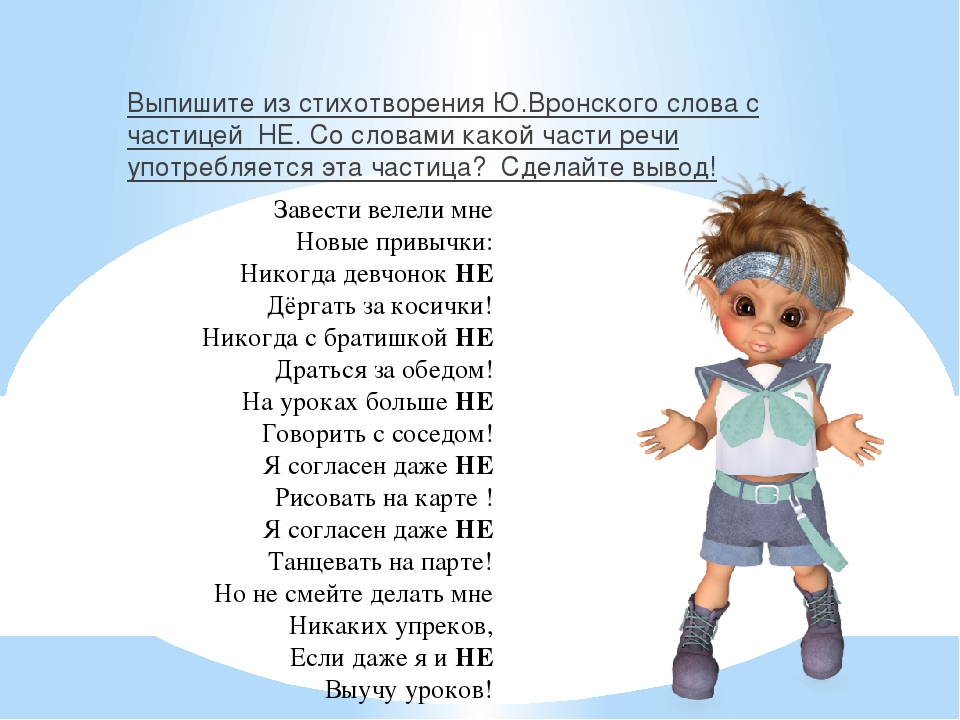 Выпишите из стихотворения Ю.Вронского слова с
частицей НЕ. Со словами какой части речи
употребляется эта частица? Сделайте вывод!
Завести велели мне
Новые привычки:
Никогда девчонок НЕ
Дёргать за косички!
Никогда с братишкой НЕ
Драться за обедом!
На уроках больше НЕ
Говорить с соседом!
Я согласен даже НЕ
Рисовать на карте !
Я согласен даже НЕ
Танцевать на парте!
Но не смейте делать мне
Никаких упреков,
Если даже я и НЕ
Выучу уроков!